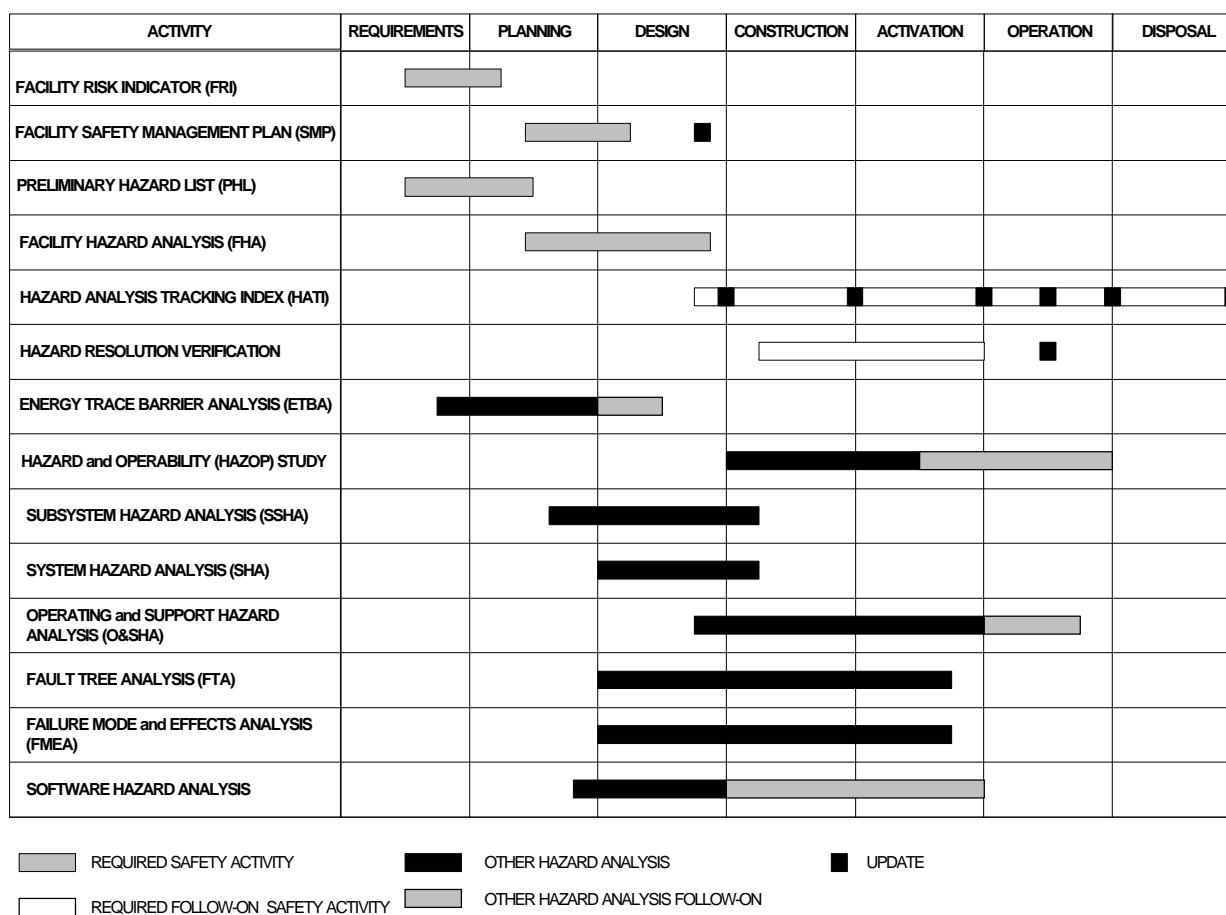 ACTIVITY REQUIREMENTS PLANNING DESIGN CONSTRUCTION ACTIVATION OPERATION DISPOSAL
FACILITY RISK INDICATOR (FRI)
FACILITY SAFETY MANAGEMENT PLAN (SMP)
PRELIMINARY HAZARD LIST (PHL)
FACILITY HAZARD ANALYSIS (FHA)
HAZARD ANALYSIS TRACKING INDEX (HATI)
HAZARD RESOLUTION VERIFICATION
ENERGY TRACE BARRIER ANALYSIS (ETBA)
HAZARD and OPERABILITY (HAZOP) STUDY
SUBSYSTEM HAZARD ANALYSIS (SSHA)
SYSTEM HAZARD ANALYSIS (SHA)
OPERATING and SUPPORT HAZARD
ANALYSIS (O&SHA)
FAULT TREE ANALYSIS (FTA)
FAILURE MODE and EFFECTS ANALYSIS
(FMEA)
SOFTWARE HAZARD ANALYSIS
REQUIRED SAFETY ACTIVITY OTHER HAZARD ANALYSIS UPDATE
REQUIRED FOLLOW-ON SAFETY ACTIVITY OTHER HAZARD ANALYSIS FOLLOW-ON